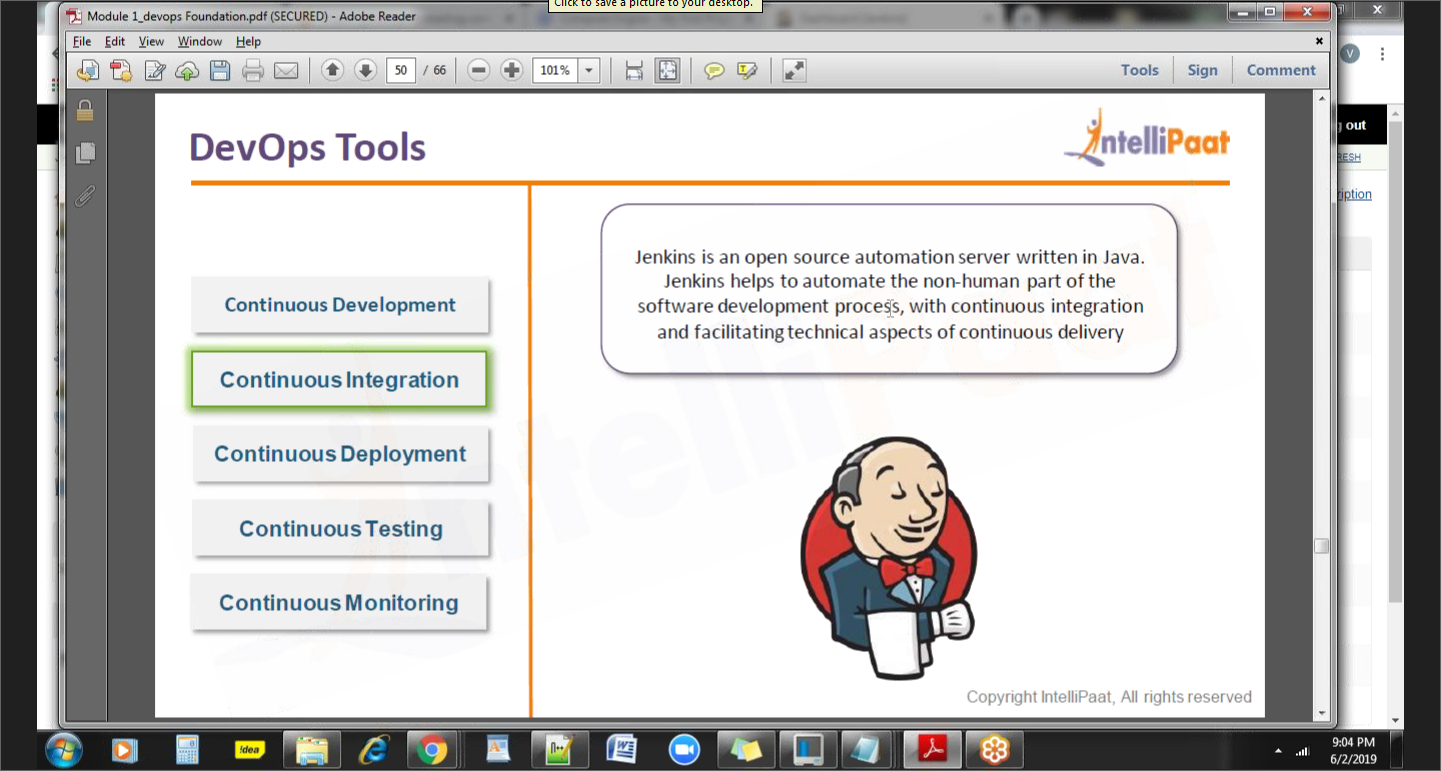 Click to save a picture to your desktop.
Module 1_devops Foundation.pdf (SECURED) - Adobe Reader
File Edit View Window Help
50 / 66 101% Tools Sign Comment
V
g out
RESH
ription
DevOps Tools
IntelliPaat
Jenkins is an open source automation server written in Java.
Jenkins helps to automate the non-human part of the
software development process, with continuous integration
and facilitating technical aspects of continuous delivery
Continuous Development
Continuous Integration
Continuous Deployment
Continuous Testing
Continuous Monitoring
IntelliPaat
Copyright IntelliPaat, All rights reserved
!dea
9:04 PM
6/2/2019